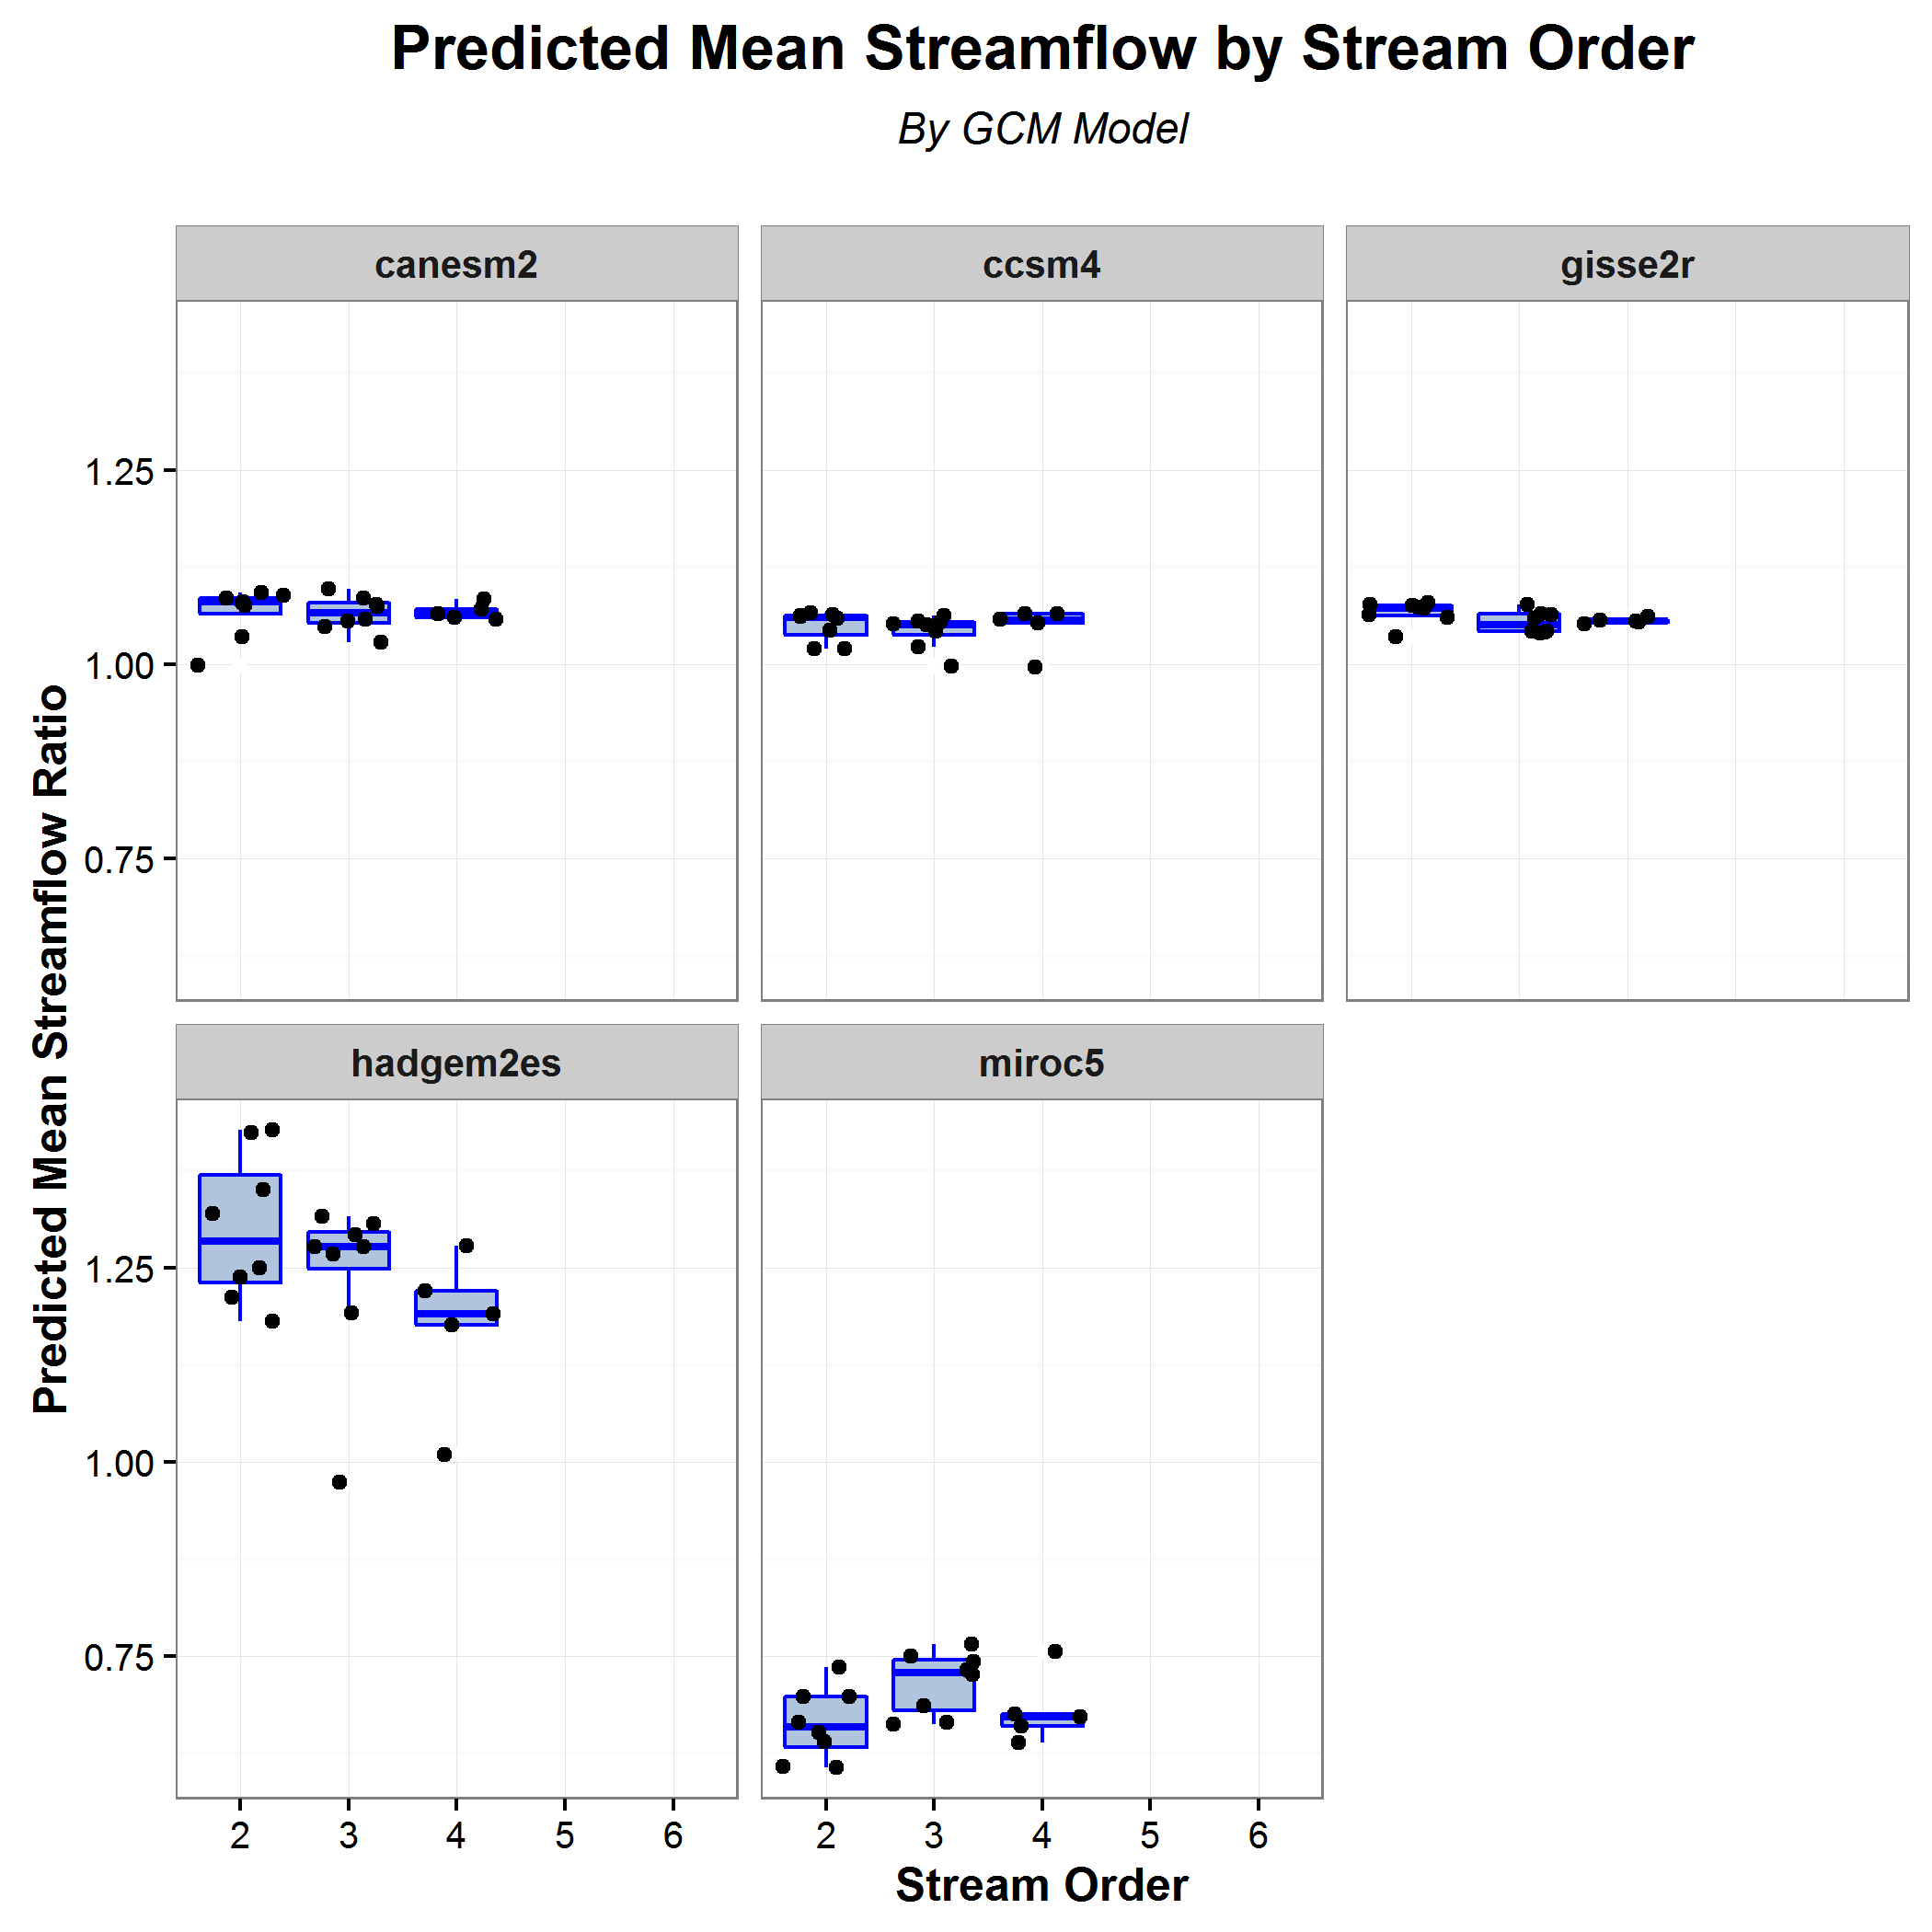 Predicted Mean Streamflow by Stream Order
By GCM Model
canesm2
ccsm4
gisse2r
1.25
1.00
0.75
Predicted Mean Streamflow Ratio
hadgem2es
miroc5
1.25
1.00
0.75
2 3 4 5 6
2 3 4 5 6
Stream Order